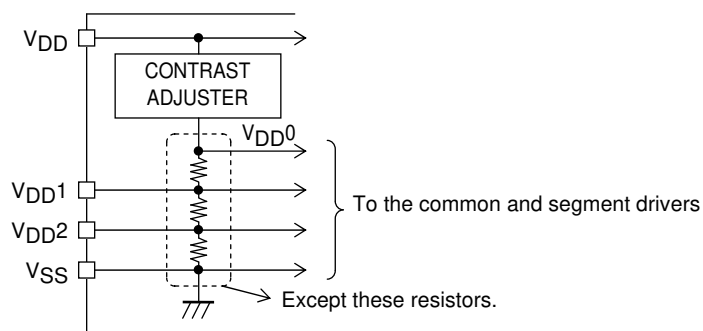 VDD
CONTRAST
ADJUSTER
VDD0
VDD1
To the common and segment drivers
VDD2
VSS
Except these resistors.